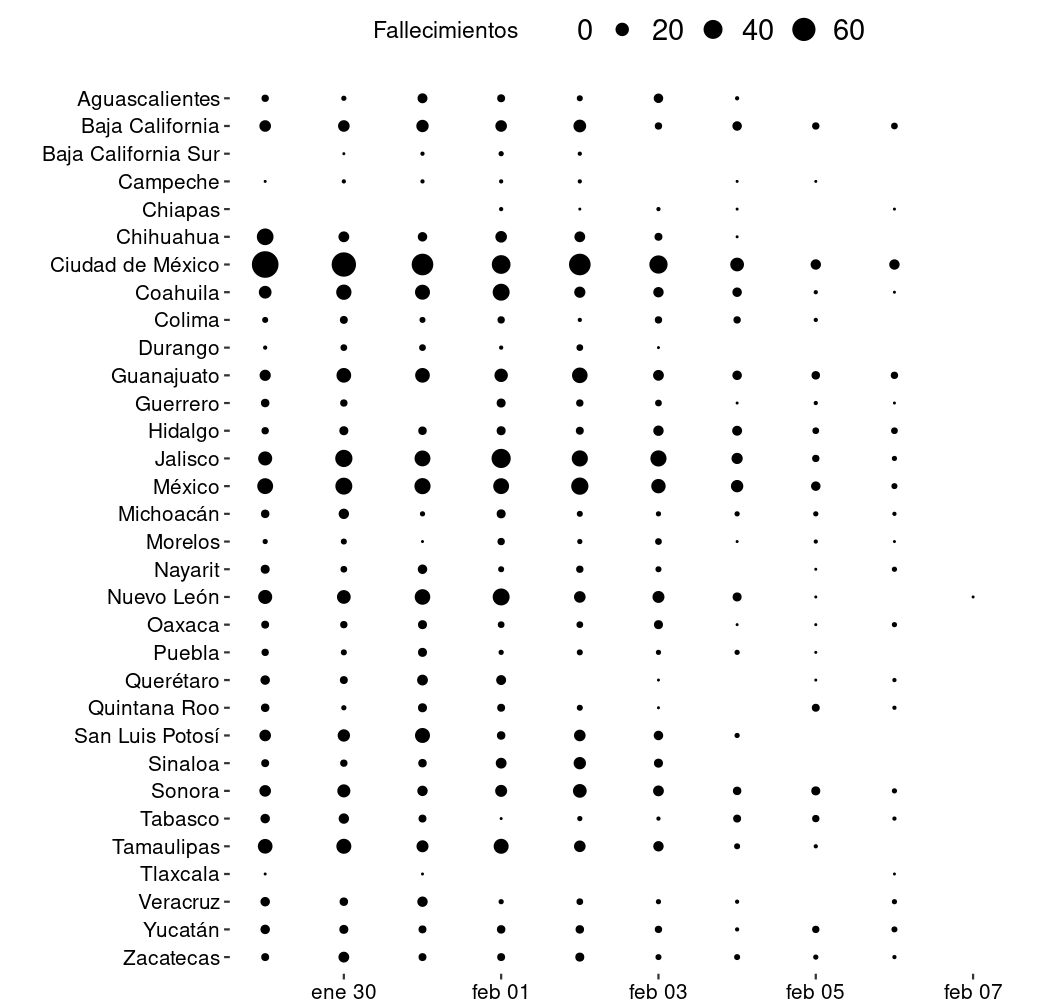 Fallecimientos 0 20 40 60
Aguascalientes
Baja California
Baja California Sur
Campeche
Chiapas
Chihuahua
Ciudad de México
Coahuila
Colima
Durango
Guanajuato
Guerrero
Hidalgo
Jalisco
México
Michoacán
Morelos
Nayarit
Nuevo León
Oaxaca
Puebla
Querétaro
Quintana Roo
San Luis Potosí
Sinaloa
Sonora
Tabasco
Tamaulipas
Tlaxcala
Veracruz
Yucatán
Zacatecas
ene 30 feb 01 feb 03 feb 05 feb 07